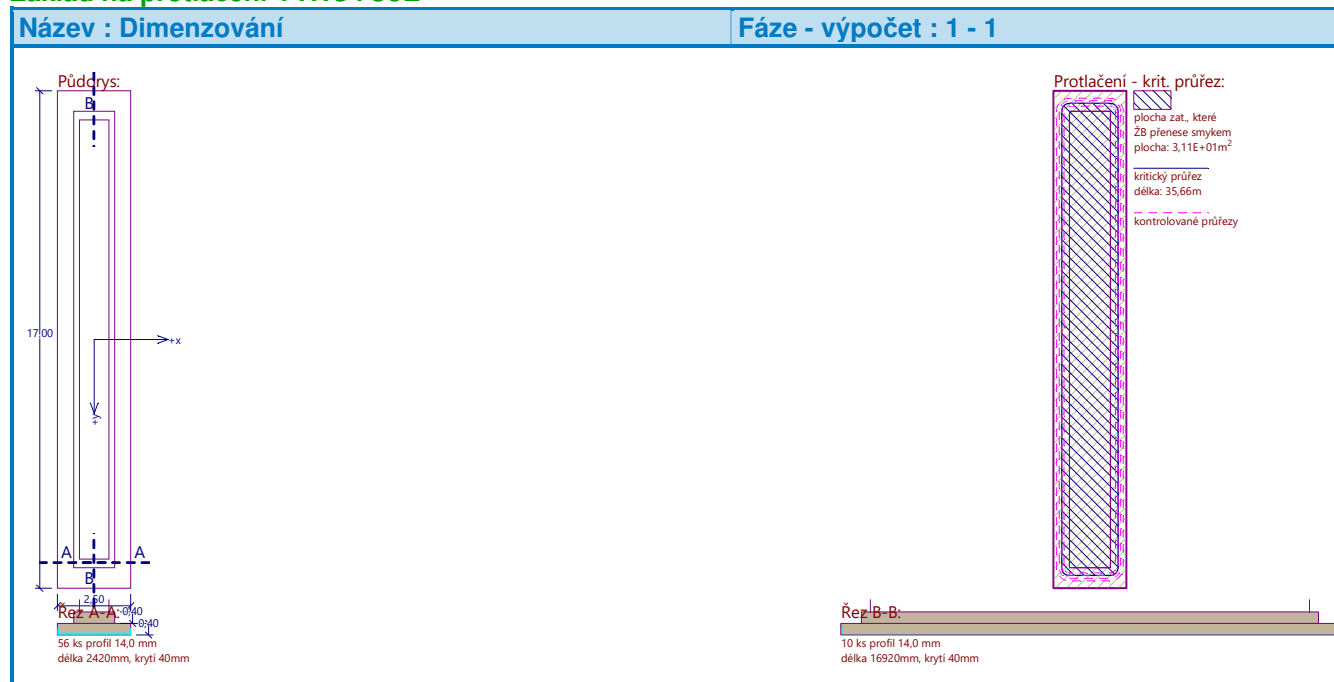 Název : Dimenzování
Fáze - výpočet : 1 - 1
Půdorys:
B
17,00
+x
+y
A
A
B
2,50
Řez A-A:
0,40
0,40
56 ks profil 14,0 mm
délka 2420mm, krytí 40mm
Protlačení - krit. průřez:
plocha zat., které
ŽB přenese smykem
plocha: 3,11E+01m²
kritický průřez
délka: 35,66m
kontrolované průřezy
Řez B-B:
10 ks profil 14,0 mm
délka 16920mm, krytí 40mm